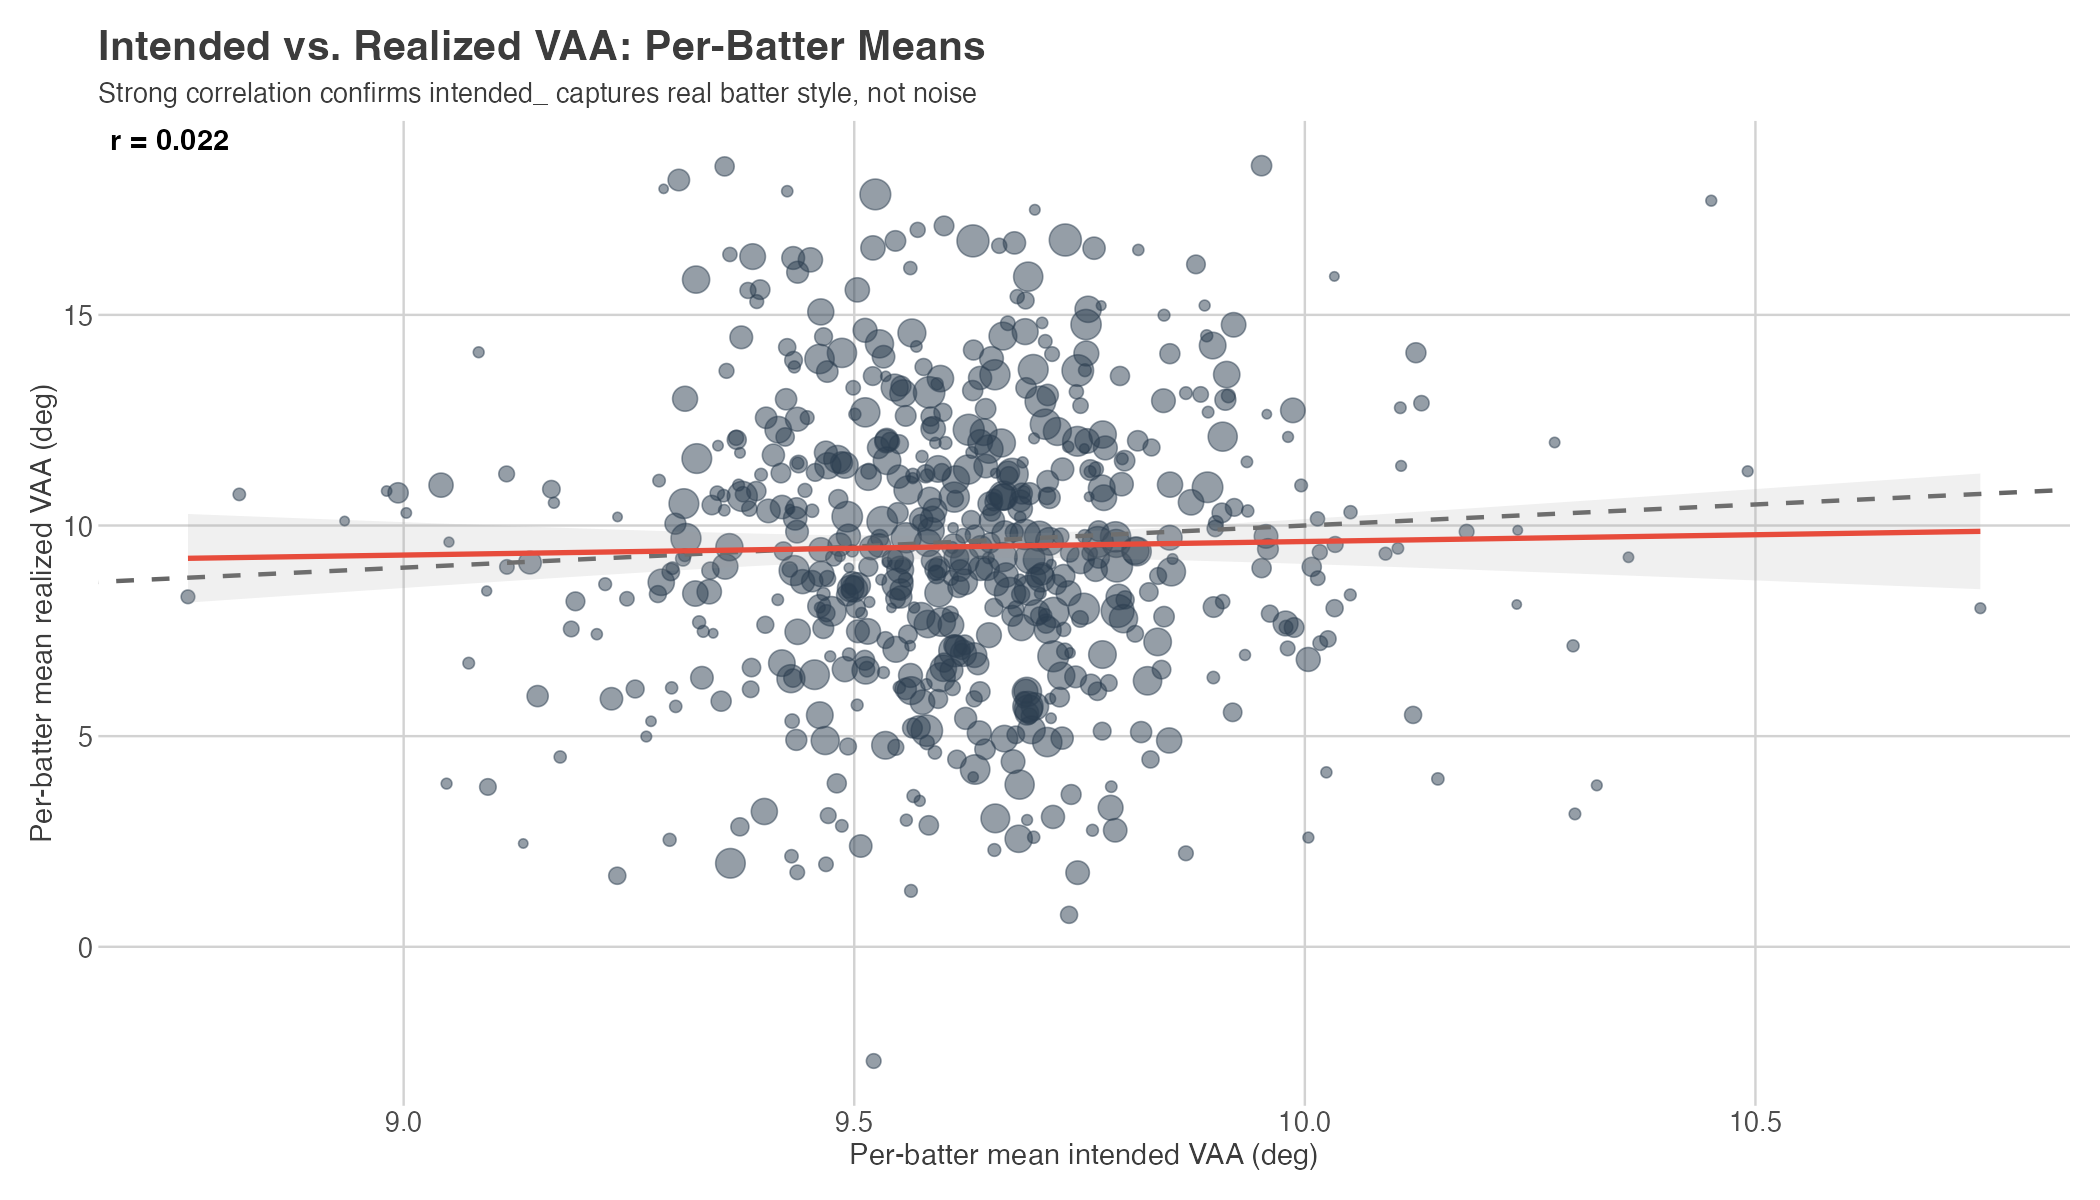 Intended vs. Realized VAA: Per-Batter Means
Strong correlation confirms intended_ captures real batter style, not noise
r = 0.022
15
10
5
0
Per-batter mean realized VAA (deg)
9.0
9.5
10.0
10.5
Per-batter mean intended VAA (deg)